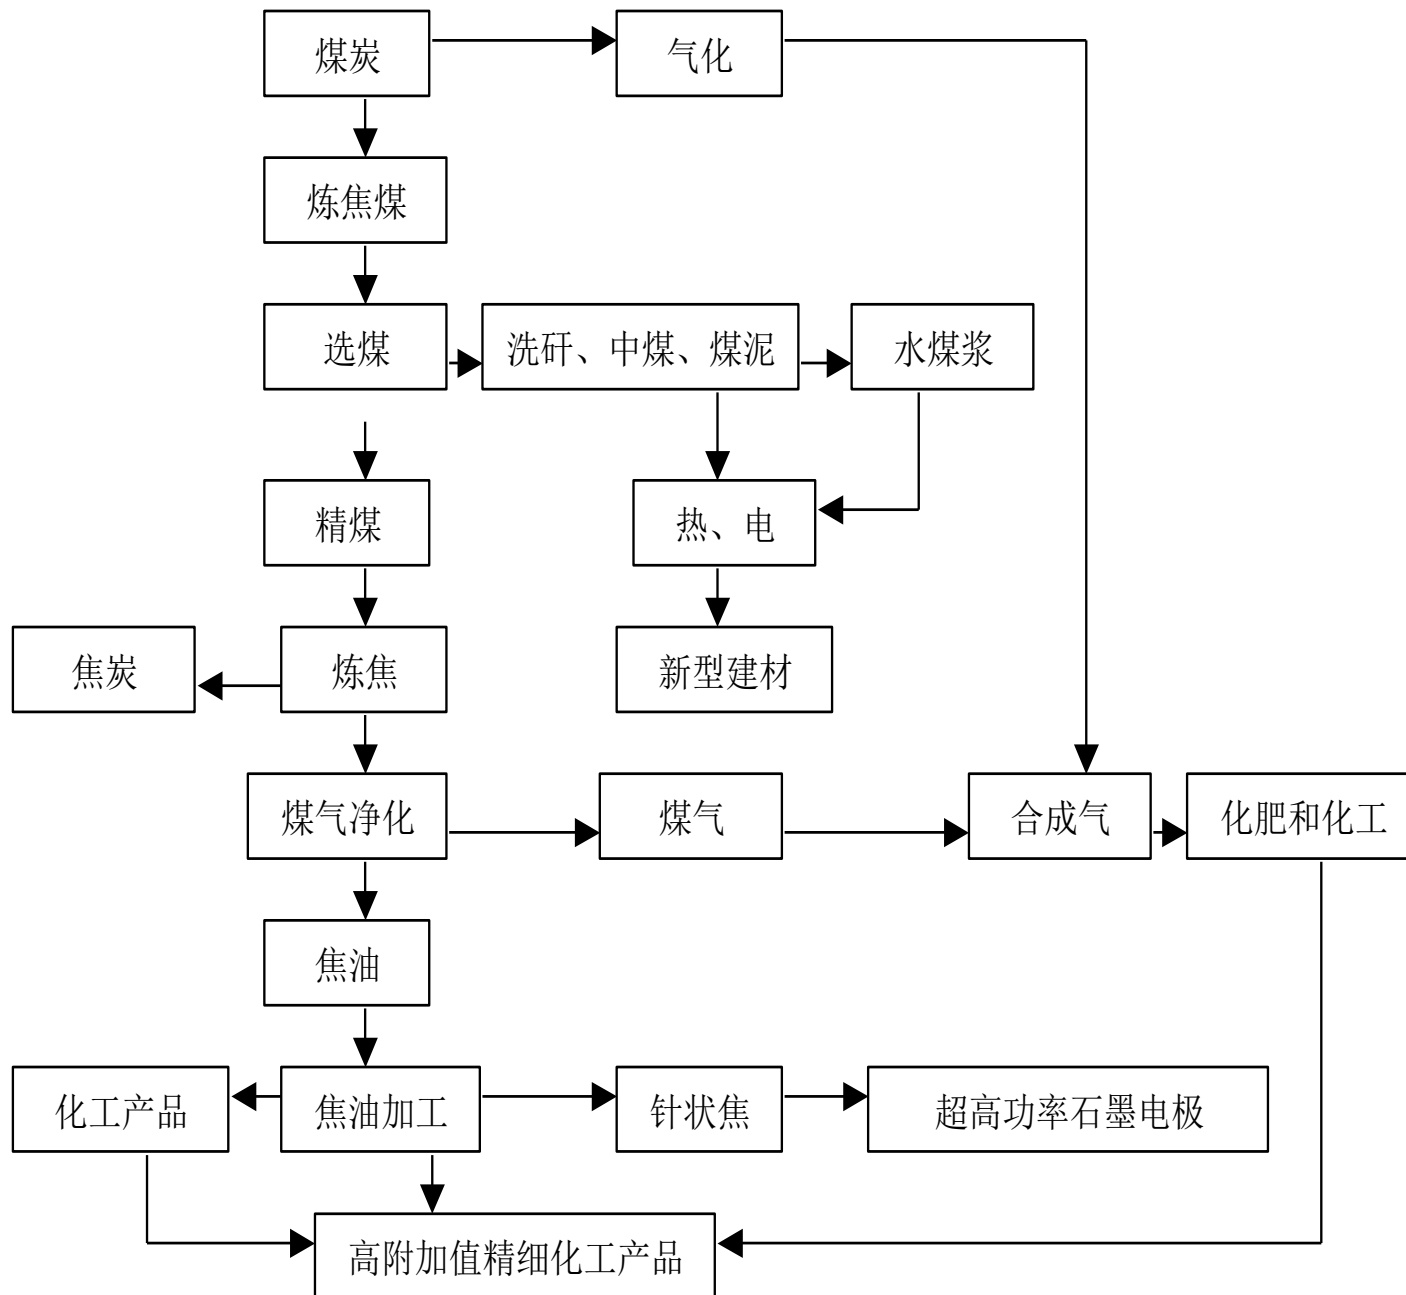 煤炭
气化
炼焦煤
选煤
洗矸、中煤、煤泥
水煤浆
精煤
热、电
焦炭
炼焦
新型建材
煤气净化
煤气
合成气
化肥和化工
焦油
化工产品
焦油加工
针状焦
超高功率石墨电极
高附加值精细化工产品